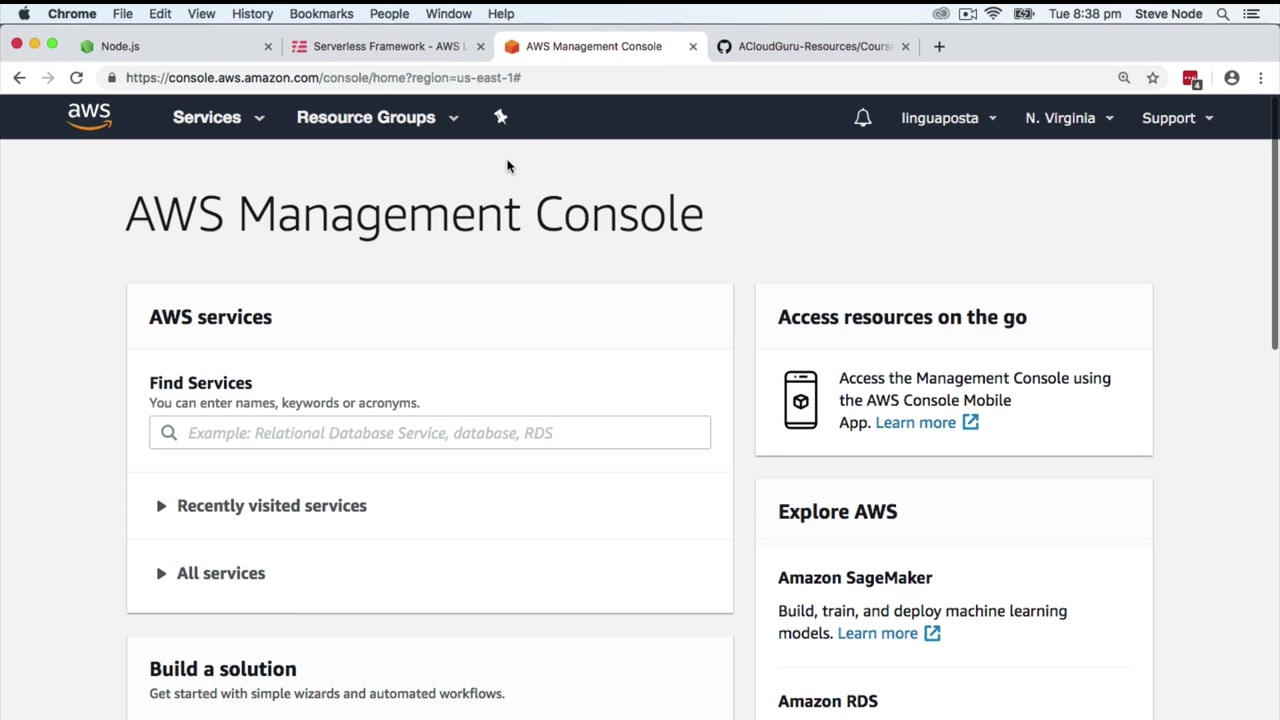 Chrome File Edit View History Bookmarks People Window Help Tue 8:38 pm Steve Node
Node.js Serverless Framework - AWS L AWS Management Console ACloudGuru-Resources/Cours
https://console.aws.amazon.com/console/home?region=us-east-1#
4
aws Services Resource Groups linguaposta N. Virginia Support
AWS Management Console
AWS services
Find Services
You can enter names, keywords or acronyms.
Example: Relational Database Service, database, RDS
Recently visited services
All services
Build a solution
Get started with simple wizards and automated workflows.
Access resources on the go
Access the Management Console using
the AWS Console Mobile
App. Learn more
Explore AWS
Amazon SageMaker
Build, train, and deploy machine learning
models. Learn more
Amazon RDS